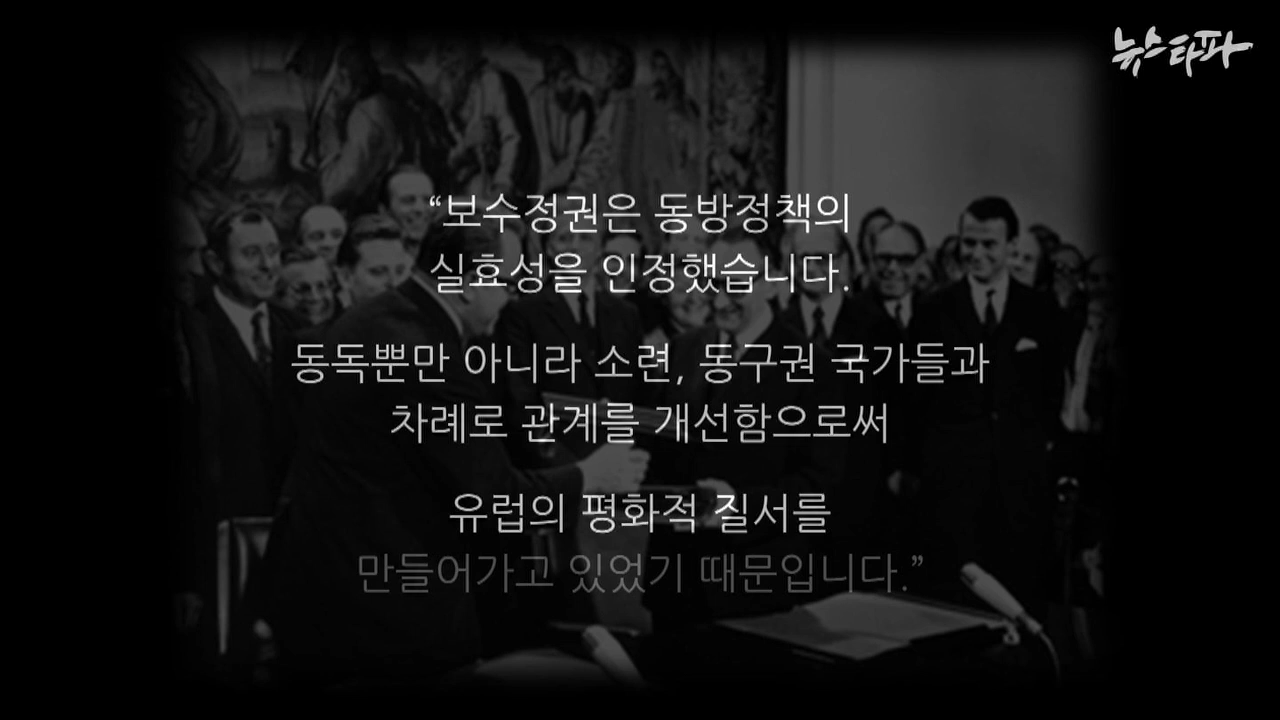 뉴스타파
“보수정권은 동방정책의
실효성을 인정했습니다.
동독뿐만 아니라 소련, 동구권 국가들과
차례로 관계를 개선함으로써
유럽의 평화적 질서를
만들어가고 있었기 때문입니다.”